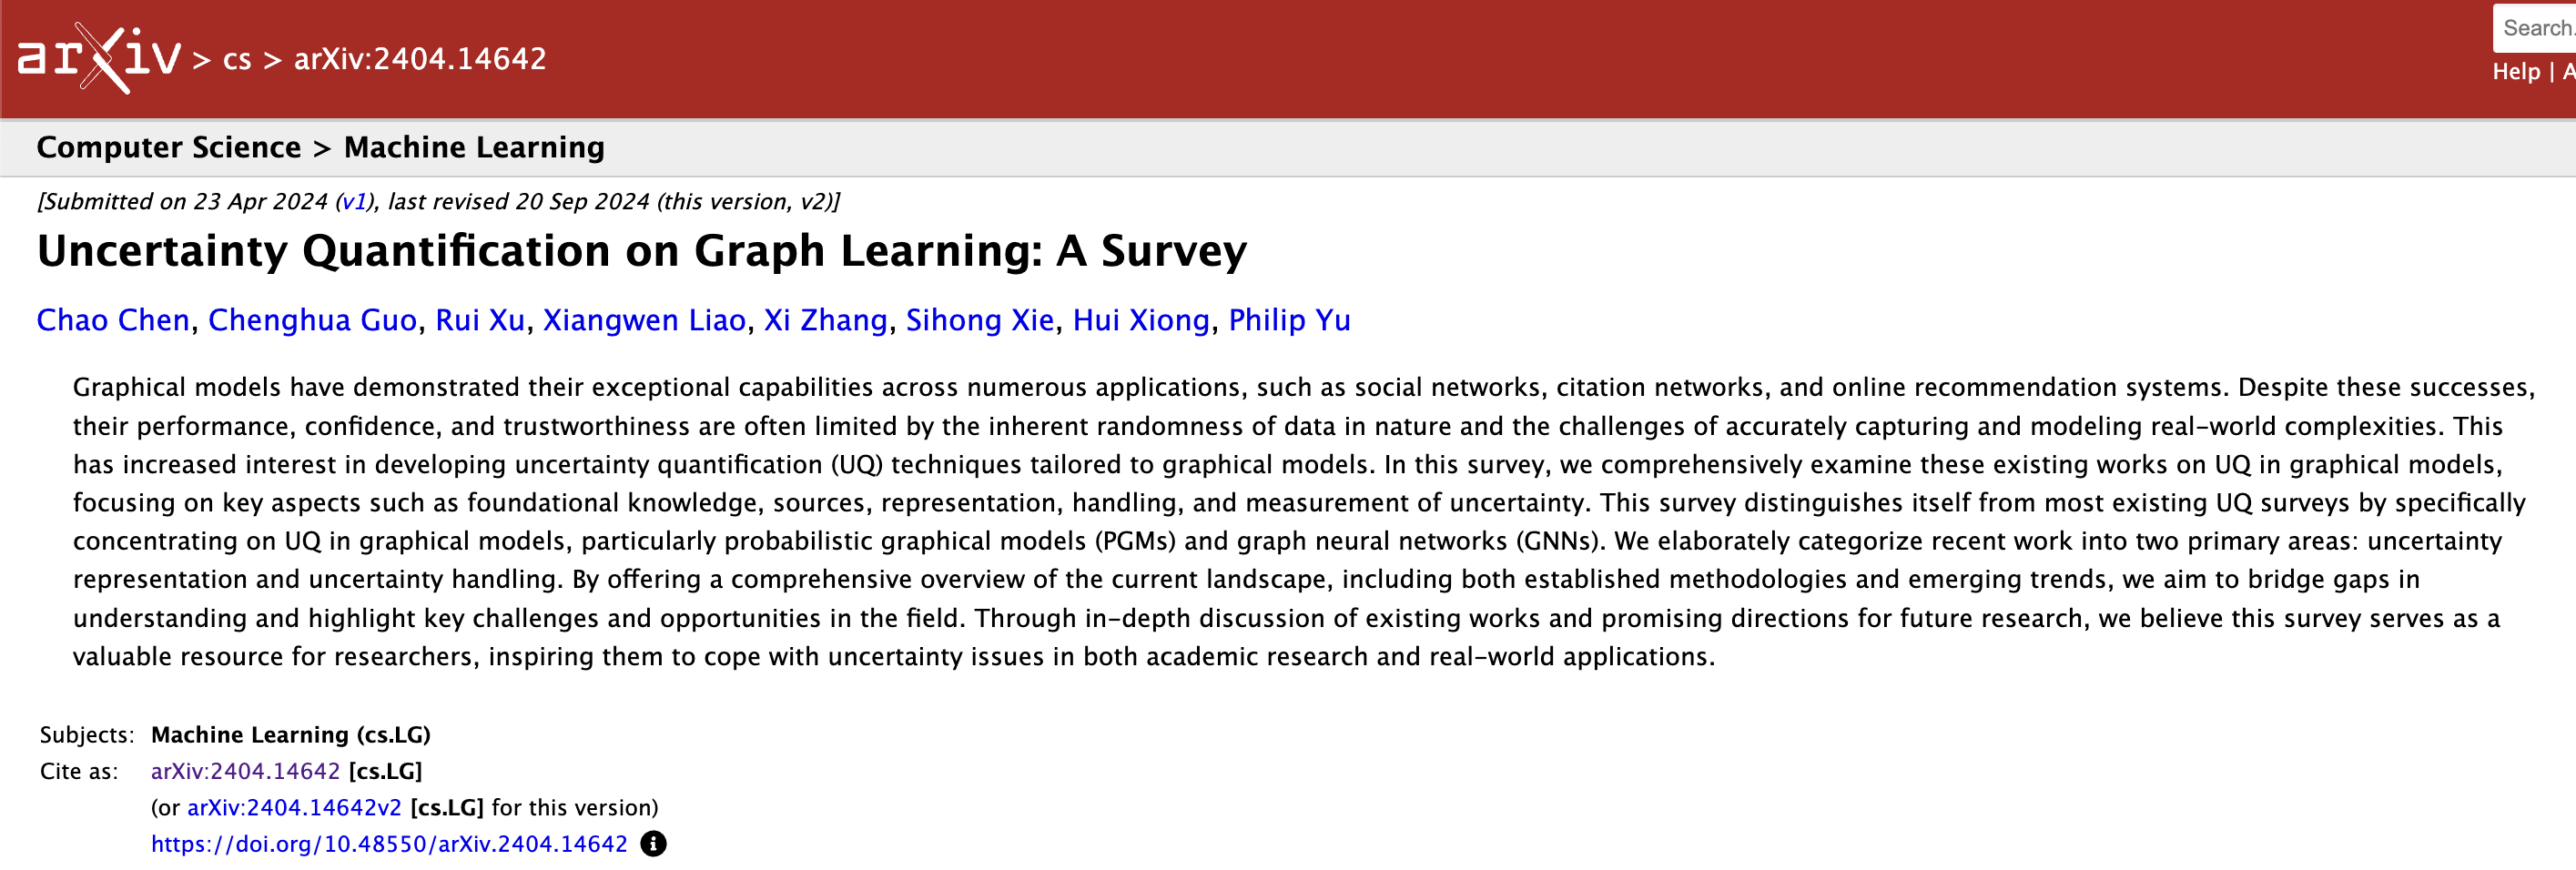 arXiv > cs > arXiv:2404.14642
Search.
Help | A
Computer Science > Machine Learning
[Submitted on 23 Apr 2024 (v1), last revised 20 Sep 2024 (this version, v2)]
Uncertainty Quantification on Graph Learning: A Survey
Chao Chen, Chenghua Guo, Rui Xu, Xiangwen Liao, Xi Zhang, Sihong Xie, Hui Xiong, Philip Yu
Graphical models have demonstrated their exceptional capabilities across numerous applications, such as social networks, citation networks, and online recommendation systems. Despite these successes,
their performance, confidence, and trustworthiness are often limited by the inherent randomness of data in nature and the challenges of accurately capturing and modeling real-world complexities. This
has increased interest in developing uncertainty quantification (UQ) techniques tailored to graphical models. In this survey, we comprehensively examine these existing works on UQ in graphical models,
focusing on key aspects such as foundational knowledge, sources, representation, handling, and measurement of uncertainty. This survey distinguishes itself from most existing UQ surveys by specifically
concentrating on UQ in graphical models, particularly probabilistic graphical models (PGMs) and graph neural networks (GNNs). We elaborately categorize recent work into two primary areas: uncertainty
representation and uncertainty handling. By offering a comprehensive overview of the current landscape, including both established methodologies and emerging trends, we aim to bridge gaps in
understanding and highlight key challenges and opportunities in the field. Through in-depth discussion of existing works and promising directions for future research, we believe this survey serves as a
valuable resource for researchers, inspiring them to cope with uncertainty issues in both academic research and real-world applications.
Subjects: Machine Learning (cs.LG)
Cite as: arXiv:2404.14642 [cs.LG]
(or arXiv:2404.14642v2 [cs.LG] for this version)
https://doi.org/10.48550/arXiv.2404.14642